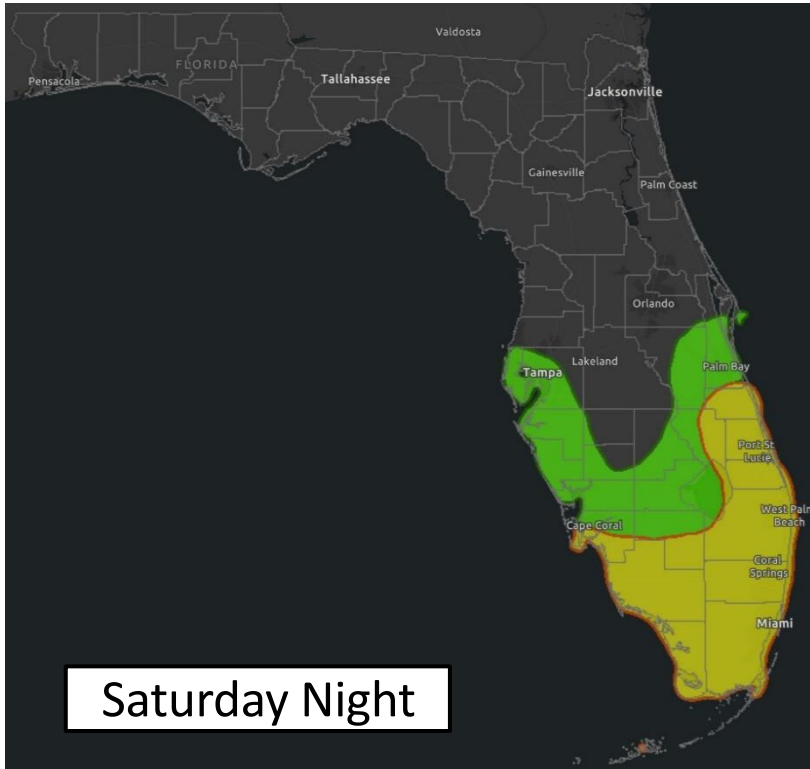 Valdosta
FLORIDA
Pensacola
Tallahassee
Jacksonville
Gainesville
Palm Coast
Orlando
Lakeland
Tampa
Palm Bay
Port St
Lucie
West Palm
Beach
Cape Coral
Coral
Springs
Miami
Saturday Night